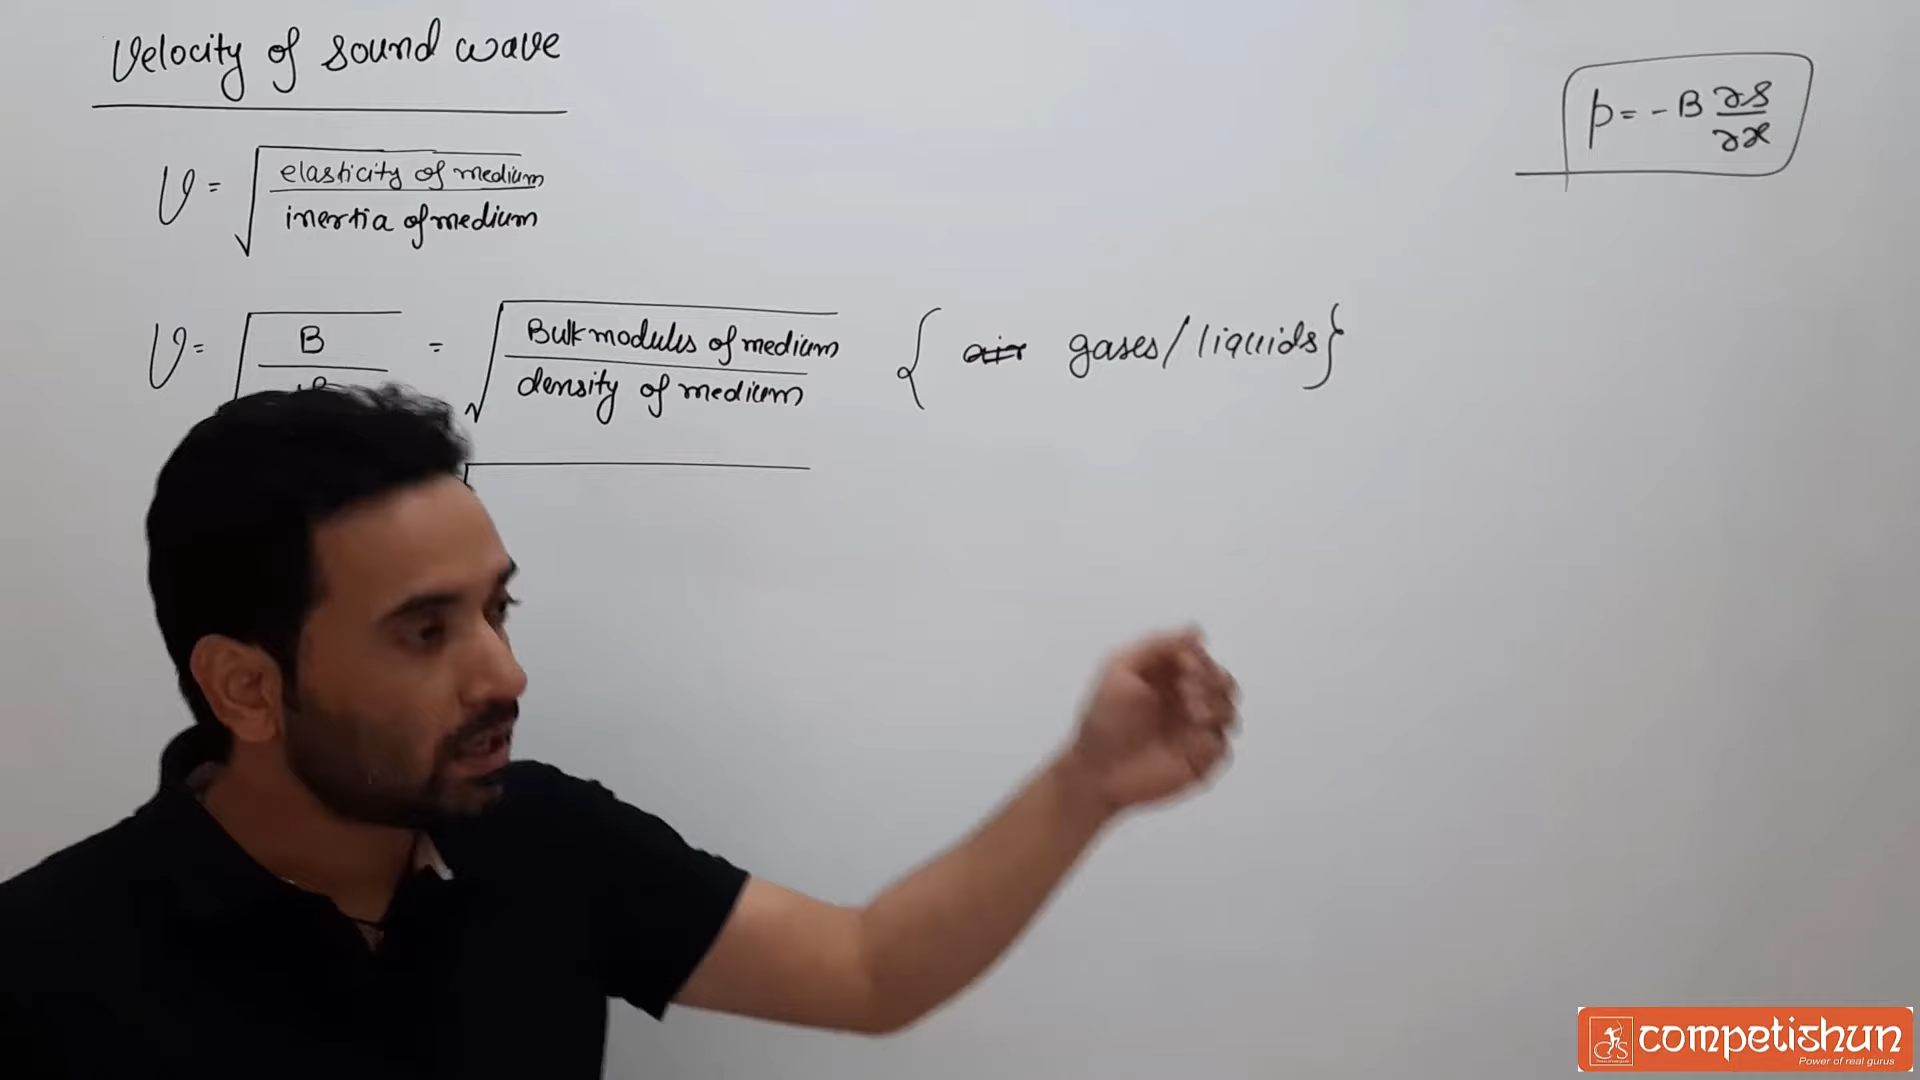 Velocity of sound wave
p = - B ∂S/∂x
V = √(elasticity of medium / inertia of medium)
V = √(B / ρ) = √(Bulk modulus of medium / density of medium) { air gases / liquids }
competishun
Power of real gurus